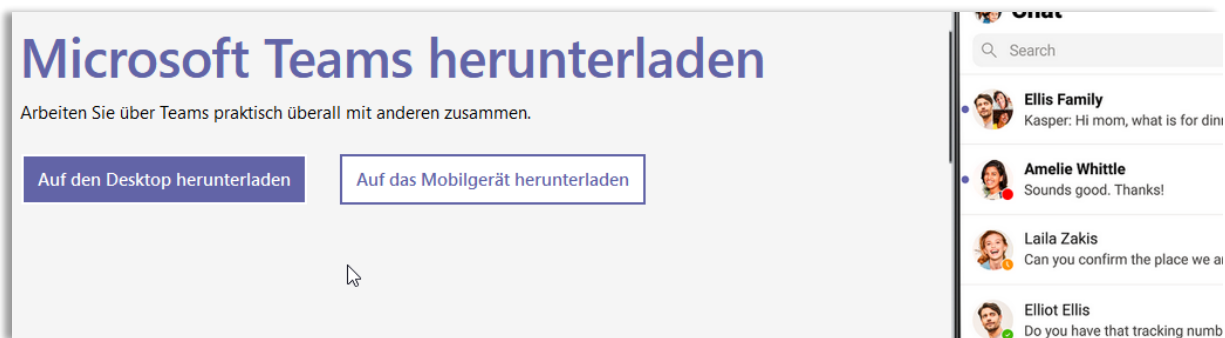 Microsoft Teams herunterladen
Arbeiten Sie über Teams praktisch überall mit anderen zusammen.
Auf den Desktop herunterladen
Auf das Mobilgerät herunterladen
Chat
Search
Ellis Family
Kasper: Hi mom, what is for
Amelie Whittle
Sounds good. Thanks!
Laila Zakis
Can you confirm the place we
Elliot Ellis
Do you have that tracking